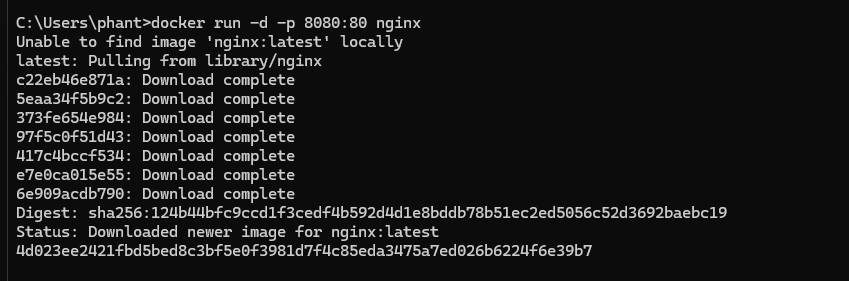 C:\Users\phant>docker run -d -p 8080:80 nginx
Unable to find image 'nginx:latest' locally
latest: Pulling from library/nginx
c22eb46e871a: Download complete
5eaa34f5b9c2: Download complete
373fe654e984: Download complete
97f5c0f51d43: Download complete
417c4bccf534: Download complete
e7e0ca015e55: Download complete
6e909acdb790: Download complete
Digest: sha256:124b44bfc9ccd1f3cedf4b592d4d1e8bddb78b51ec2ed5056c52d3692baebc19
Status: Downloaded newer image for nginx:latest
4d023ee2421fbd5bed8c3bf5e0f3981d7f4c85eda3475a7ed026b6224f6e39b7